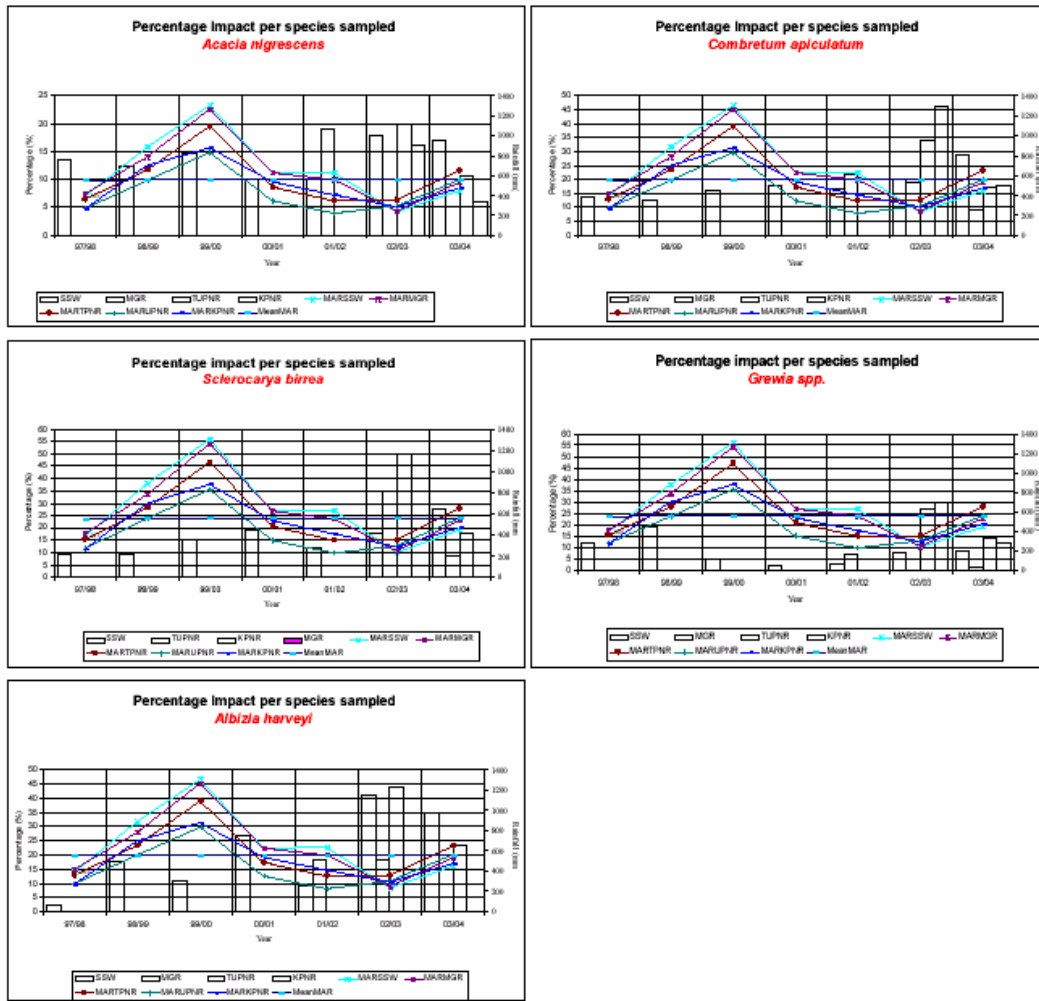 Percentage Impact per species sampled
Acacia nigrescens
25
20
15
10
5
0
Percentage (%)
1400
1200
1000
800
600
400
200
0
Rainfall (mm)
97/98 98/99 99/00 00/01 01/02 02/03 03/04
Year
SSW MGR TUPNR KPNR MARSSW MARMGR
MARTPNR MARUPNR MARKPNR MeanMAR
Percentage Impact per species sampled
Combretum apiculatum
50
45
40
35
30
25
20
15
10
5
0
Percentage (%)
1400
1200
1000
800
600
400
200
0
Rainfall (mm)
97/98 98/99 99/00 00/01 01/02 02/03 03/04
Year
SSW MGR TUPNR KPNR MARSSW MARMGR
MARTPNR MARUPNR MARKPNR MeanMAR
Percentage impact per species sampled
Sclerocarya birrea
60
55
50
45
40
35
30
25
20
15
10
5
0
Percentage (%)
1400
1200
1000
800
600
400
200
0
Rainfall (mm
97/98 98/99 99/00 00/01 01/02 02/03 03/04
Year
SSW TUPNR KPNR MGR MARSSW MARMGR
MARTPNR MARUPNR MARKPNR MeanMAR
Percentage impact per species sampled
Grewia spp.
60
55
50
45
40
35
30
25
20
15
10
5
0
Percentage (%)
1400
1200
1000
800
600
400
200
0
97/98 98/99 99/00 00/01 01/02 02/03 03/04
Year
SSW MGR TUPNR KPNR MARSSW MARMGR
MARTPNR MARUPNR MARKPNR MeanMAR
Percentage Impact per species sampled
Albizia harveyi
50
45
40
35
30
25
20
15
10
5
0
Percentage (%)
1400
1200
1000
800
600
400
200
0
Rainfall (mm
97/98 98/99 99/00 00/01 01/02 02/03 03/04
Year
SSW MGR TUPNR KPNR MARSSW MARMGR
MARTPNR MARUPNR MARKPNR MeanMAR